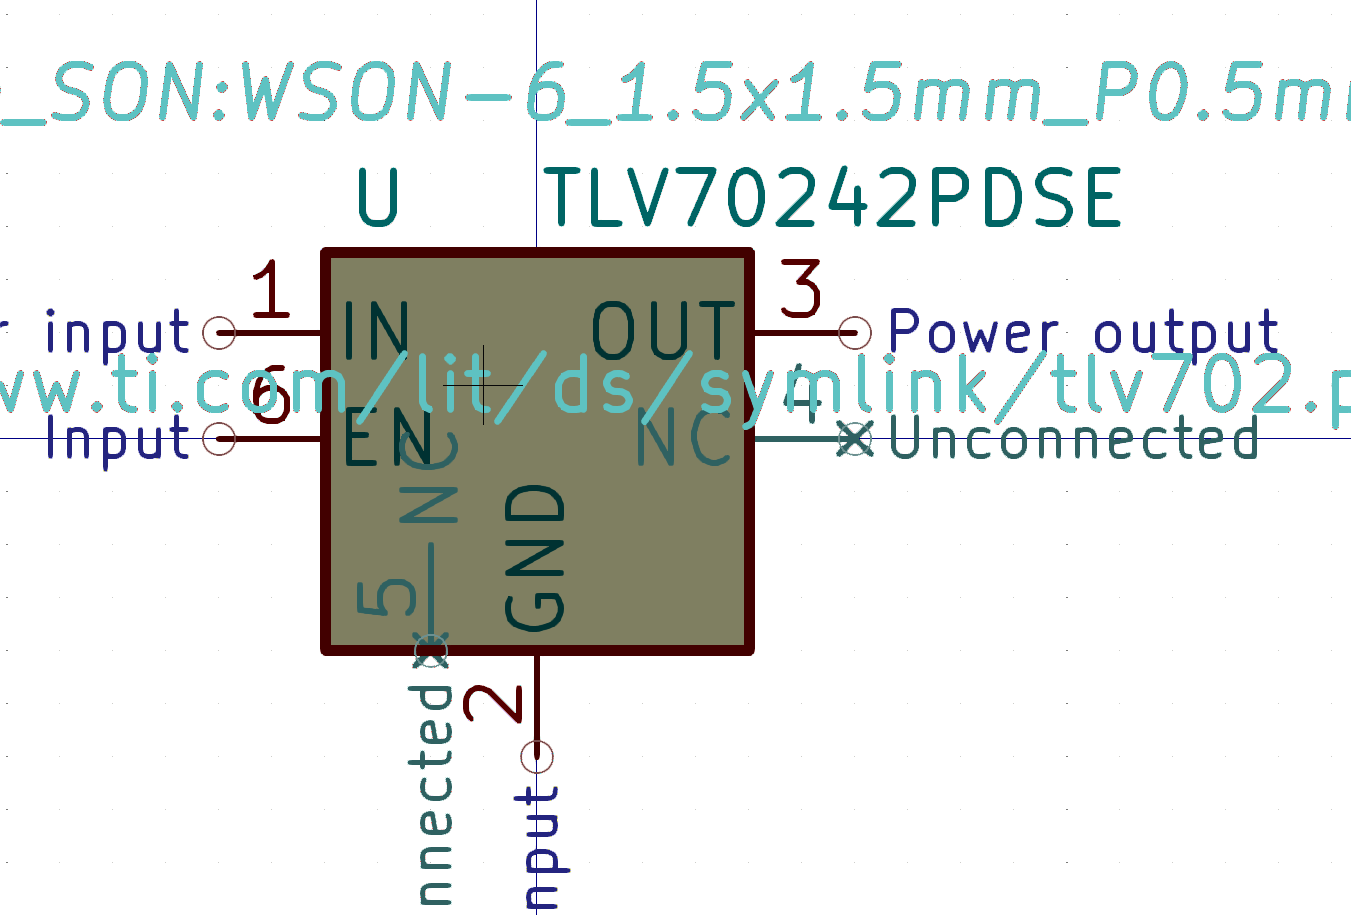 _SON:WSON-6_1.5x1.5mm_P0.5m
U TLV70242PDSE
1 3
input IN OUT Power output
ww.ti.com/lit/ds/symlink/tlv702.p
6 4
Input EN NC Unconnected
NC
5
GND
2
nnected
nput